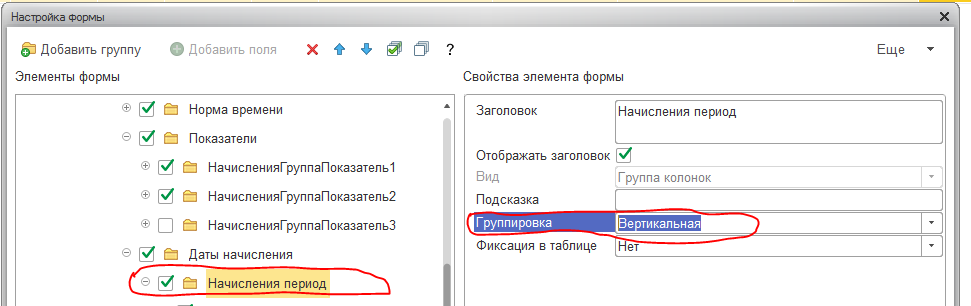 Настройка формы
Добавить группу Добавить поля ? Еще
Элементы формы
Норма времени
Показатели
НачисленияГруппаПоказатель1
НачисленияГруппаПоказатель2
НачисленияГруппаПоказатель3
Даты начисления
Начисления период
Свойства элемента формы
Заголовок Начисления период
Отображать заголовок
Вид Группа колонок
Подсказка
Группировка Вертикальная
Фиксация в таблице Нет